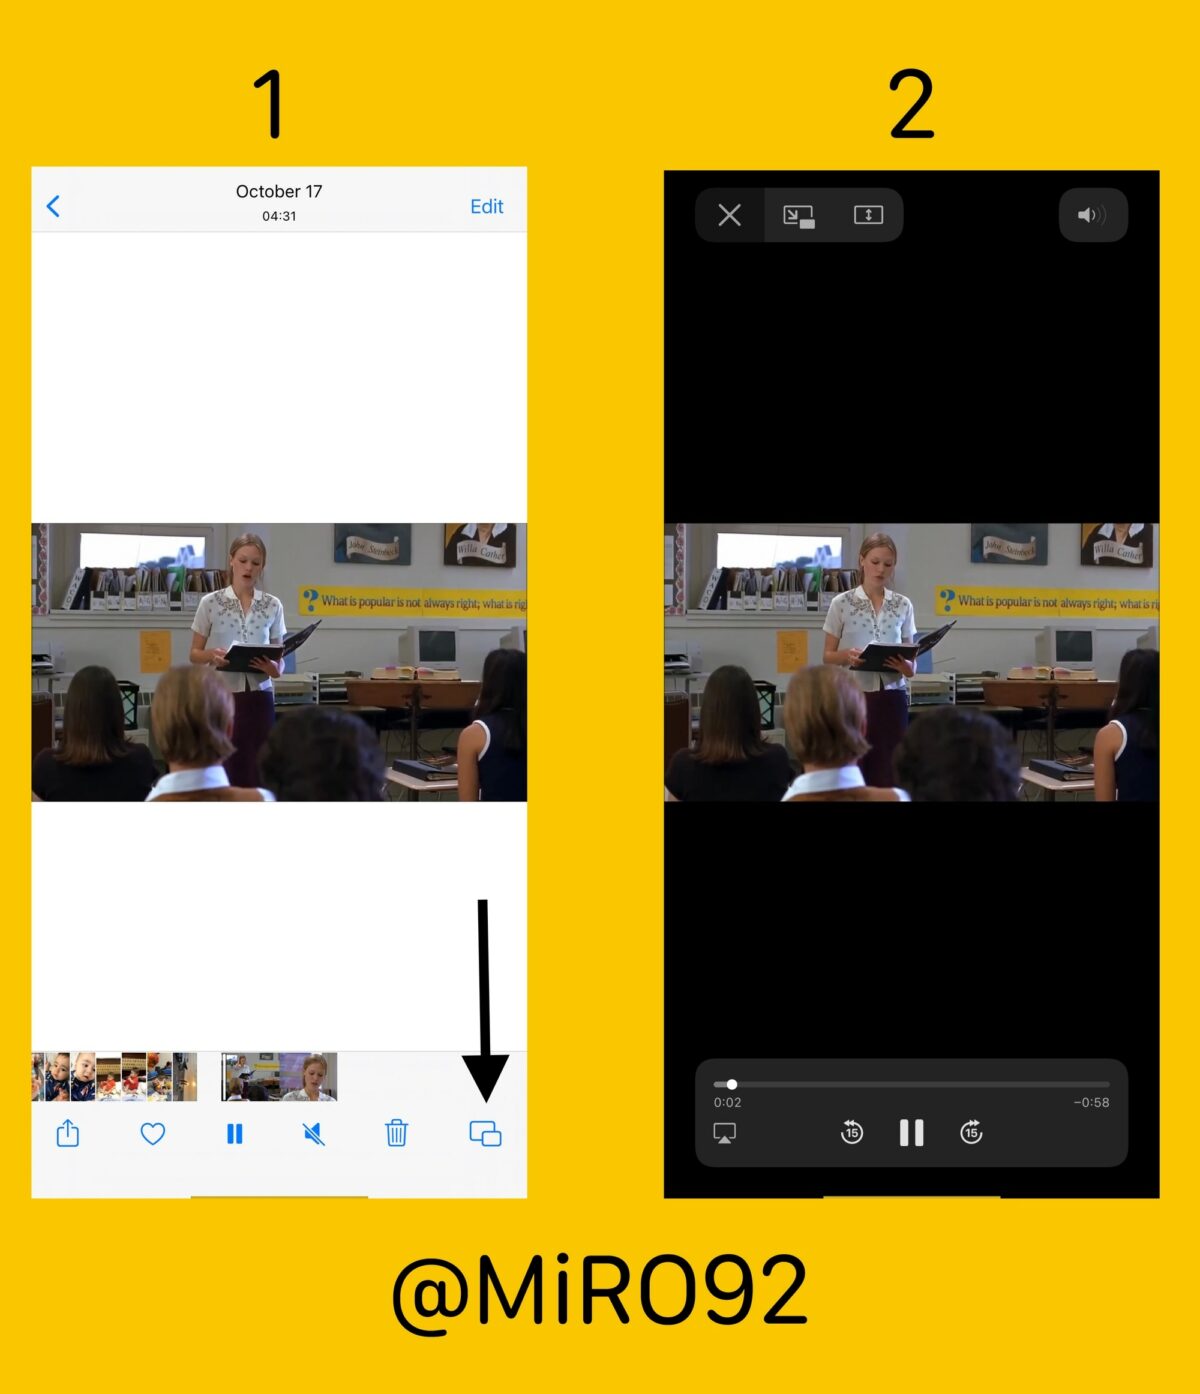 1
2
October 17
04:31
Edit
John Steinbeck
Willa Cather
? What is popular is not always right; what is rig
John Steinbeck
Willa Cather
? What is popular is not always right; what is rig
0:02
−0:58
15
15
@MiRO92